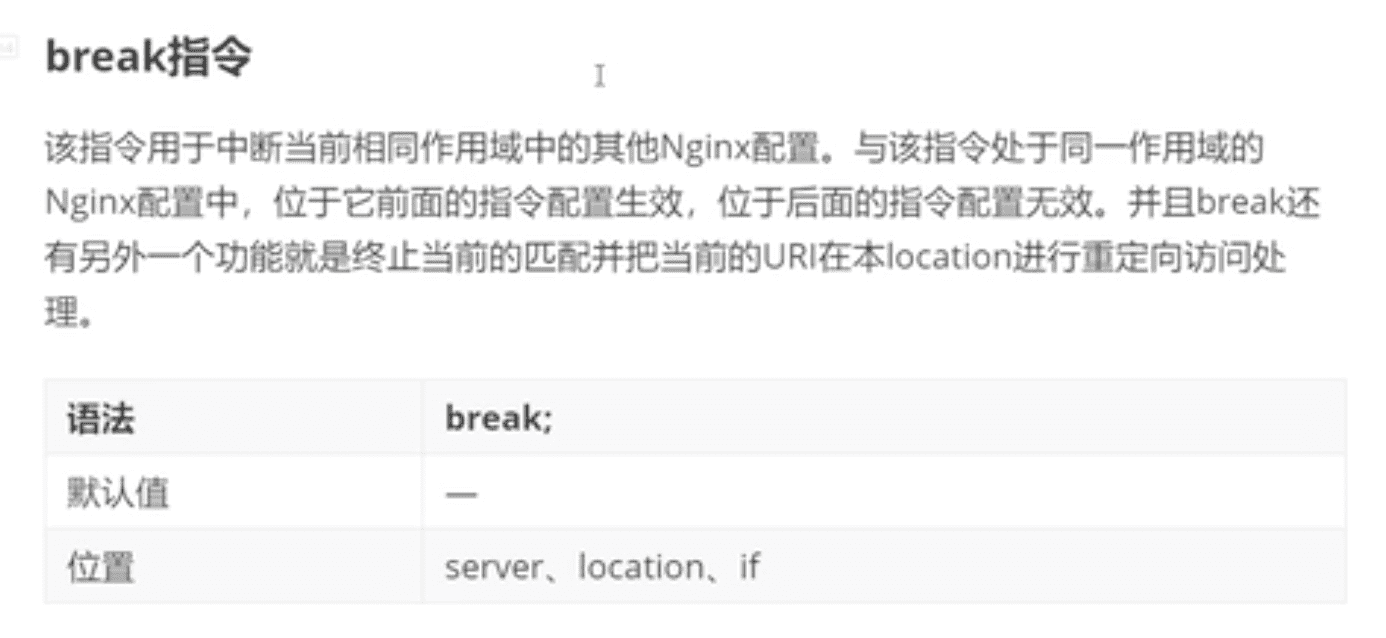 break指令
该指令用于中断当前相同作用域中的其他Nginx配置。与该指令处于同一作用域的
Nginx配置中，位于它前面的指令配置生效，位于后面的指令配置无效。并且break还
有另外一个功能就是终止当前的匹配并把当前的URI在本location进行重定向访问处
理。
语法 break;
默认值 —
位置 server、location、if